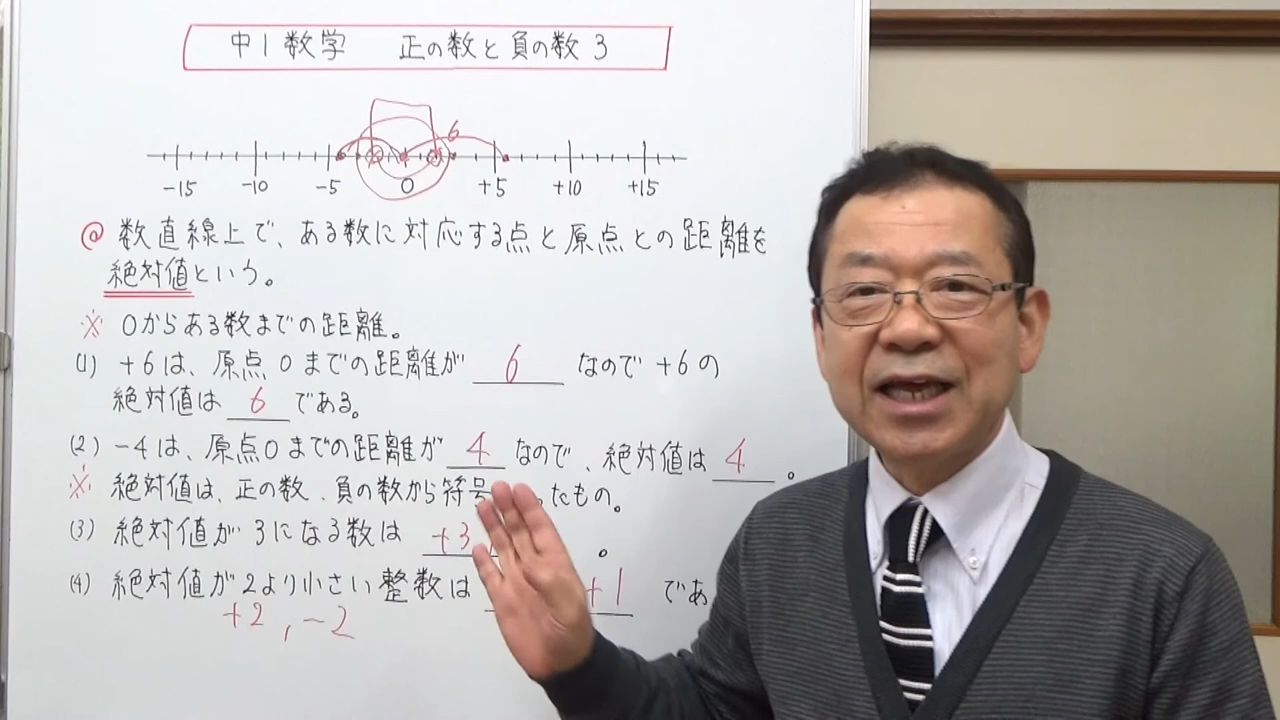 中1数学 正の数と負の数3
6
-15 -10 -5 0 +5 +10 +15
@ 数直線上で、ある数に対応する点と原点との距離を
絶対値という。
※ 0からある数までの距離。
(1) +6は、原点0までの距離が 6 なので +6の
絶対値は 6 である。
(2) -4は、原点0までの距離が 4 なので、絶対値は 4 。
※ 絶対値は、正の数、負の数から符号 ったもの。
(3) 絶対値が3になる数は +3 。
(4) 絶対値が2より小さい整数は +1 であ
+2, -2